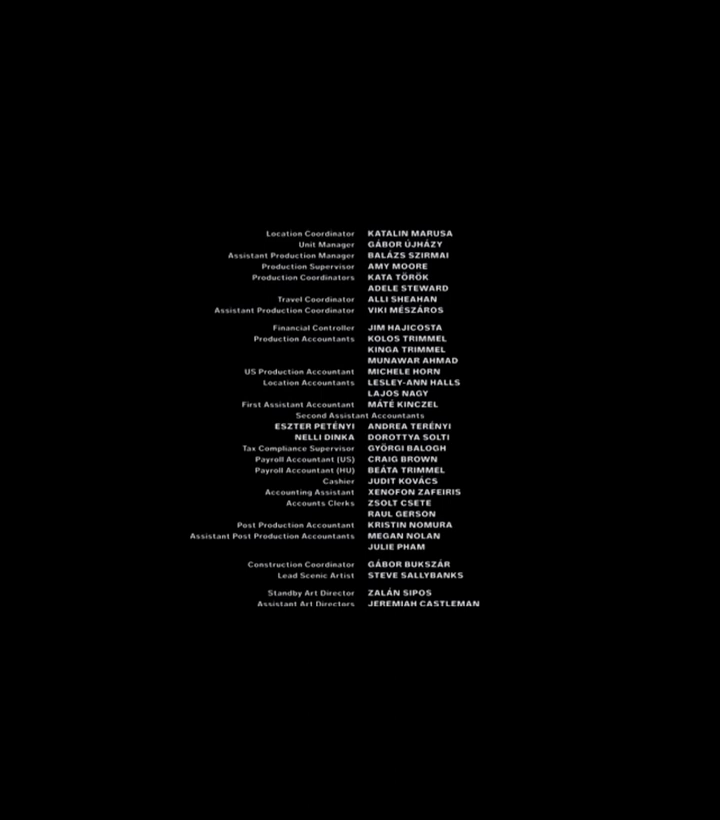 Location Coordinator KATALIN MARUSA
Unit Manager GÁBOR ÚJHÁZY
Assistant Production Manager BALÁZS SZIRMAI
Production Supervisor AMY MOORE
Production Coordinators KATA TÖRÖK
ADELE STEWARD
Travel Coordinator ALLI SHEAHAN
Assistant Production Coordinator VIKI MÉSZÁROS
Financial Controller JIM HAJICOSTA
Production Accountants KOLOS TRIMMEL
KINGA TRIMMEL
MUNAWAR AHMAD
US Production Accountant MICHELE HORN
Location Accountants LESLEY-ANN HALLS
LAJOS NAGY
First Assistant Accountant MÁTÉ KINCZEL
Second Assistant Accountants
ESZTER PETÉNYI ANDREA TERÉNYI
NELLI DINKA DOROTTYA SOLTI
Tax Compliance Supervisor GYÖRGI BALOGH
Payroll Accountant (US) CRAIG BROWN
Payroll Accountant (HU) BEÁTA TRIMMEL
Cashier JUDIT KOVÁCS
Accounting Assistant XENOFON ZAFEIRIS
Accounts Clerks ZSOLT CSETE
RAUL GERSON
Post Production Accountant KRISTIN NOMURA
Assistant Post Production Accountants MEGAN NOLAN
JULIE PHAM
Construction Coordinator GÁBOR BUKSZÁR
Lead Scenic Artist STEVE SALLYBANKS
Standby Art Director ZALÁN SIPOS
Assistant Art Directors JEREMIAH CASTLEMAN